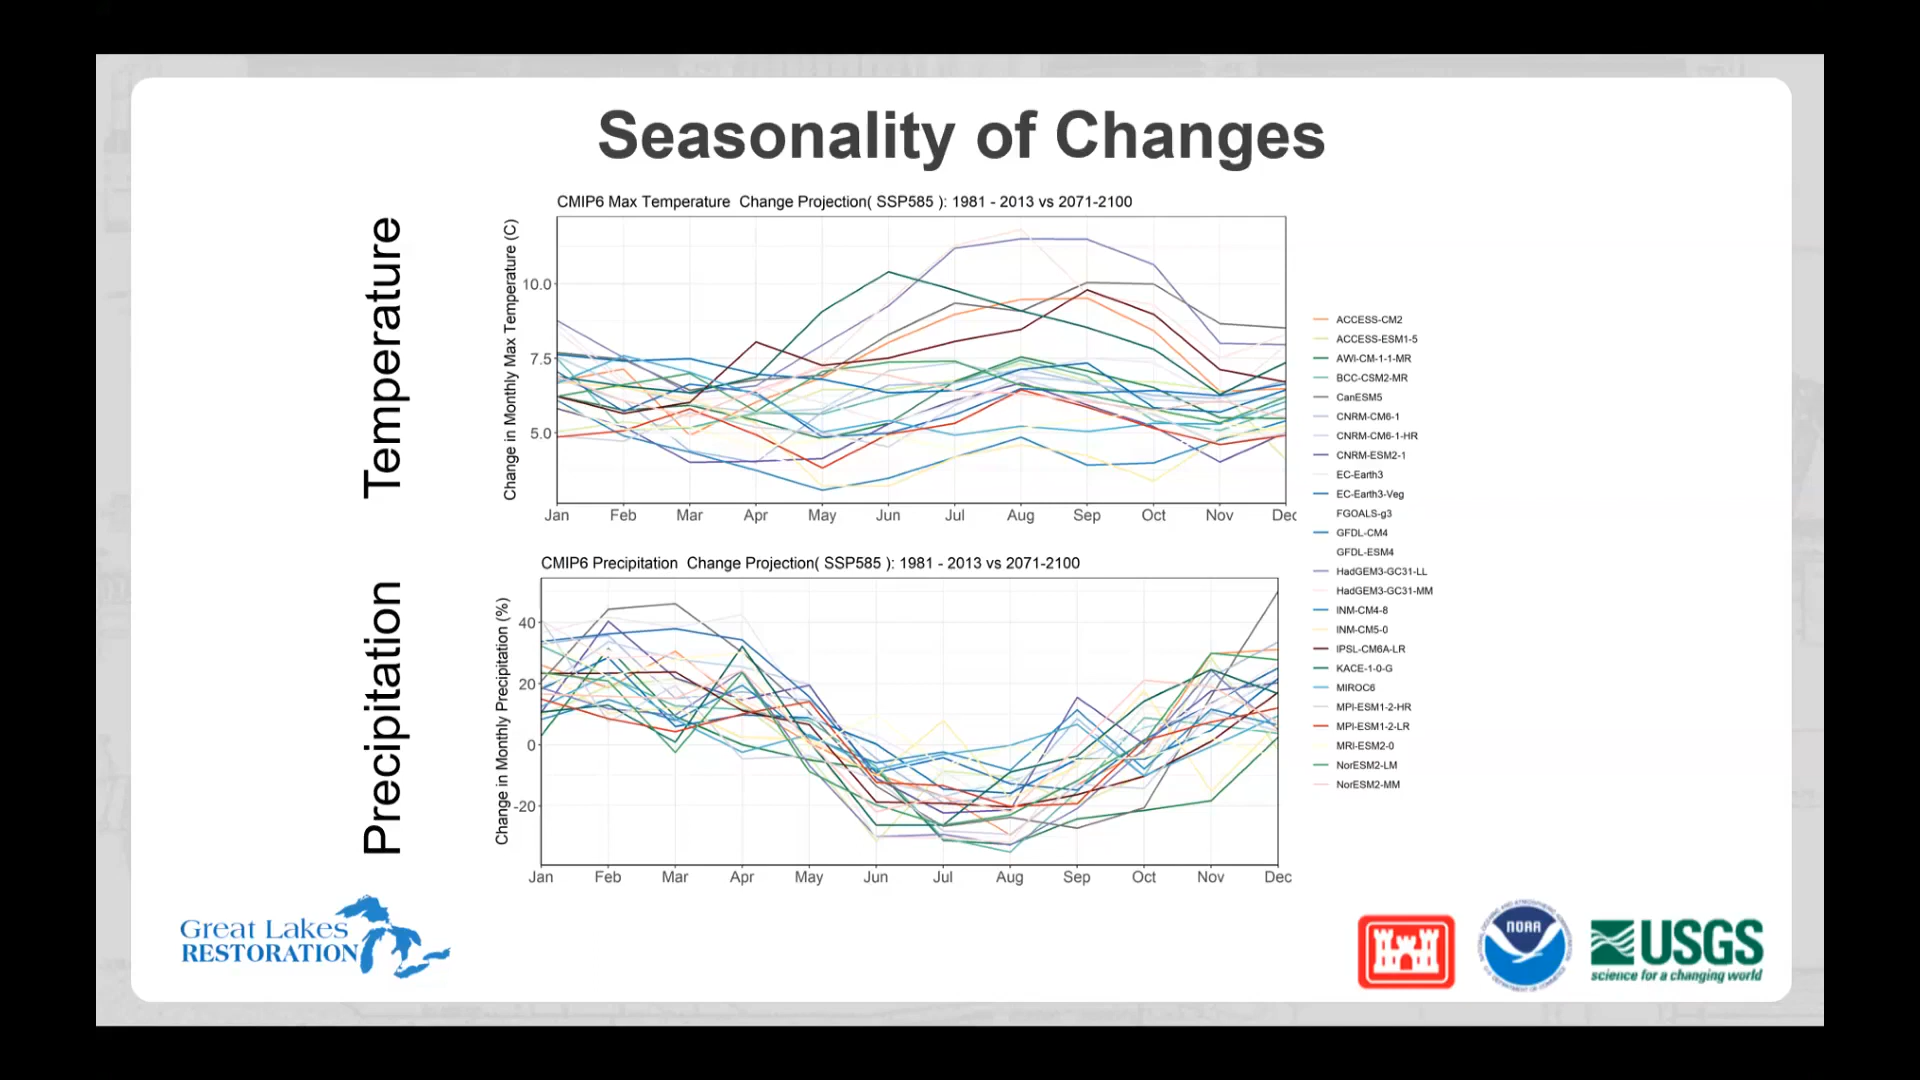 Seasonality of Changes
Temperature
CMIP6 Max Temperature  Change Projection( SSP585 ): 1981 - 2013 vs 2071-2100
Change in Monthly Max Temperature (C)
10.0
7.5
5.0
Jan Feb Mar Apr May Jun Jul Aug Sep Oct Nov Dec
Precipitation
CMIP6 Precipitation  Change Projection( SSP585 ): 1981 - 2013 vs 2071-2100
Change in Monthly Precipitation (%)
40
20
0
-20
Jan Feb Mar Apr May Jun Jul Aug Sep Oct Nov Dec
ACCESS-CM2
ACCESS-ESM1-5
AWI-CM-1-1-MR
BCC-CSM2-MR
CanESM5
CNRM-CM6-1
CNRM-CM6-1-HR
CNRM-ESM2-1
EC-Earth3
EC-Earth3-Veg
FGOALS-g3
GFDL-CM4
GFDL-ESM4
HadGEM3-GC31-LL
HadGEM3-GC31-MM
INM-CM4-8
INM-CM5-0
IPSL-CM6A-LR
KACE-1-0-G
MIROC6
MPI-ESM1-2-HR
MPI-ESM1-2-LR
MRI-ESM2-0
NorESM2-LM
NorESM2-MM
Great Lakes
RESTORATION
NOAA
USGS
science for a changing world